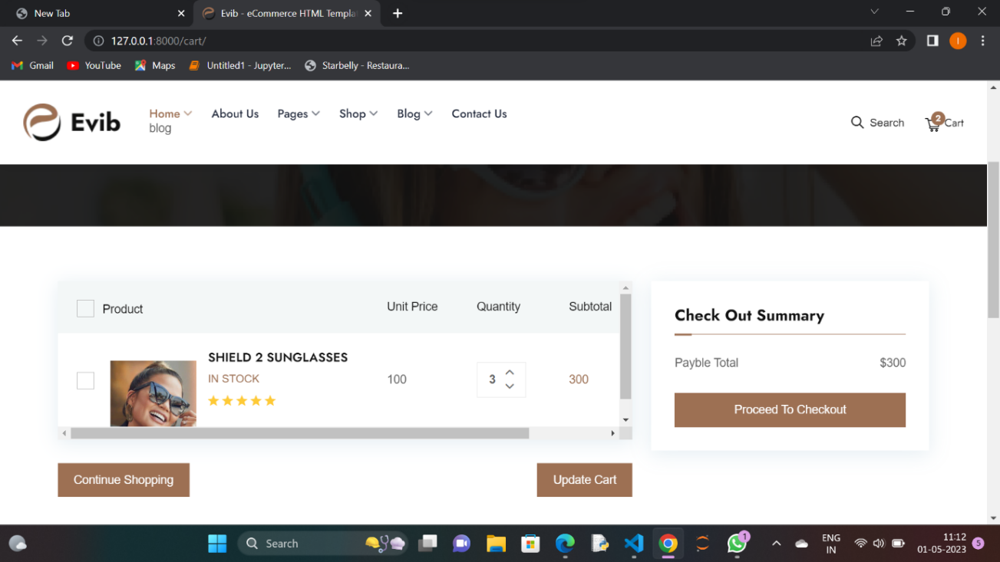 New Tab
Evib - eCommerce HTML Templa
127.0.0.1:8000/cart/
Gmail YouTube Maps Untitled1 - Jupyter... Starbelly - Restaura...
Evib
Home About Us Pages Shop Blog Contact Us
blog
Search
2
Cart
Product Unit Price Quantity Subtotal
SHIELD 2 SUNGLASSES
IN STOCK
100
3
300
Check Out Summary
Payble Total $300
Proceed To Checkout
Continue Shopping
Update Cart
Search
1
ENG
IN
11:12
01-05-2023
5
I